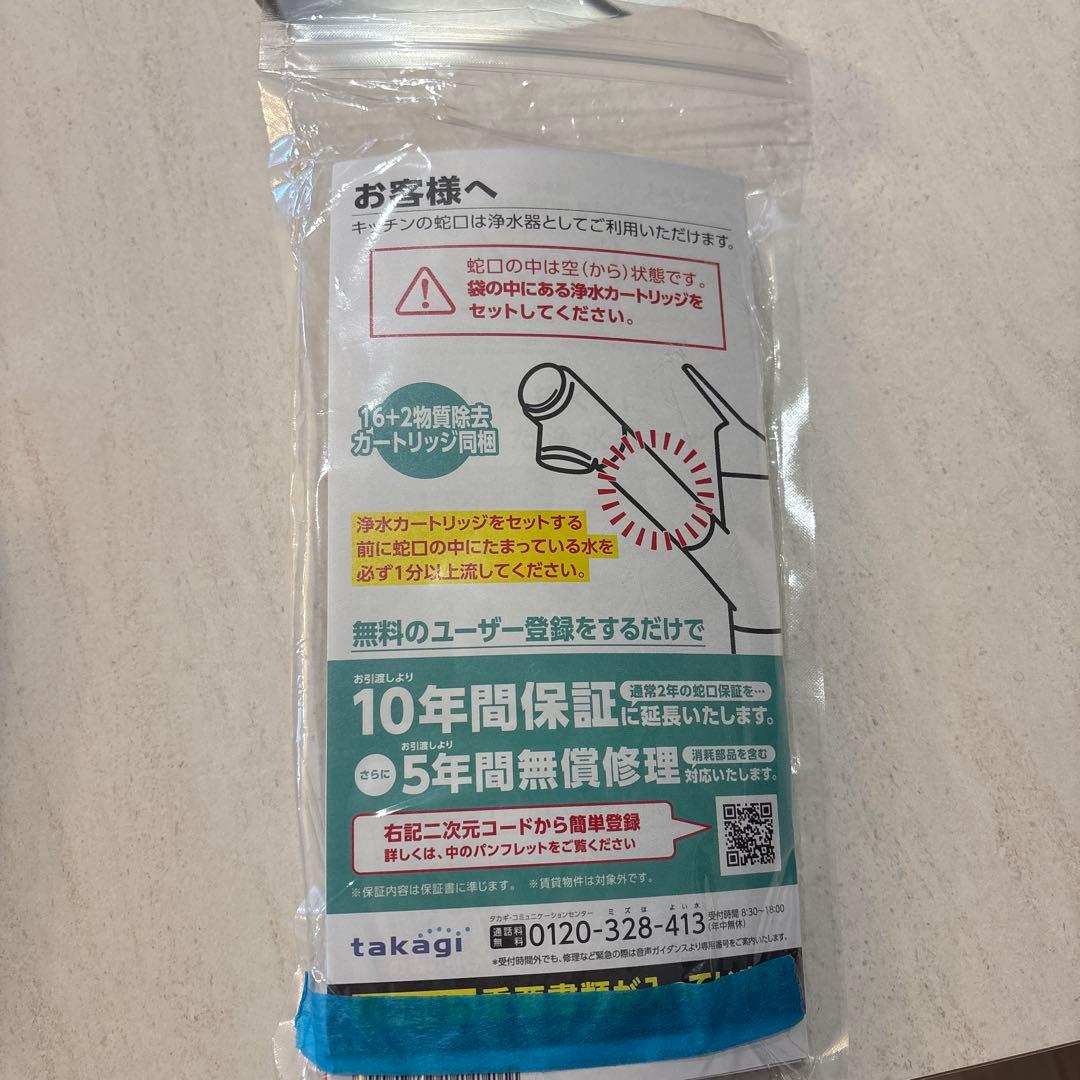 お客様へ
キッチンの蛇口は浄水器としてご利用いただけます。
蛇口の中は空（から）状態です。
袋の中にある浄水カートリッジを
セットしてください。
16+2物質除去
カートリッジ同梱
浄水カートリッジをセットする
前に蛇口の中にたまっている水を
必ず1分以上流してください。
無料のユーザー登録をするだけで
お引渡しより
10年間保証
通常2年の蛇口保証を…
に延長いたします。
お引渡しより
さらに
5年間無償修理
消耗部品を含む
対応いたします。
右記二次元コードから簡単登録
詳しくは、中のパンフレットをご覧ください
※保証内容は保証書に準じます。 ※賃貸物件は対象外です。
takagi
タカギ・コミュニケーションセンター
ミズは よい水
通話料無料
0120-328-413
受付時間 8:30〜18:00
(年中無休)
*受付時間外でも、修理など緊急の際は音声ガイダンスより専用番号をご案内いたします。
重要書類が入って